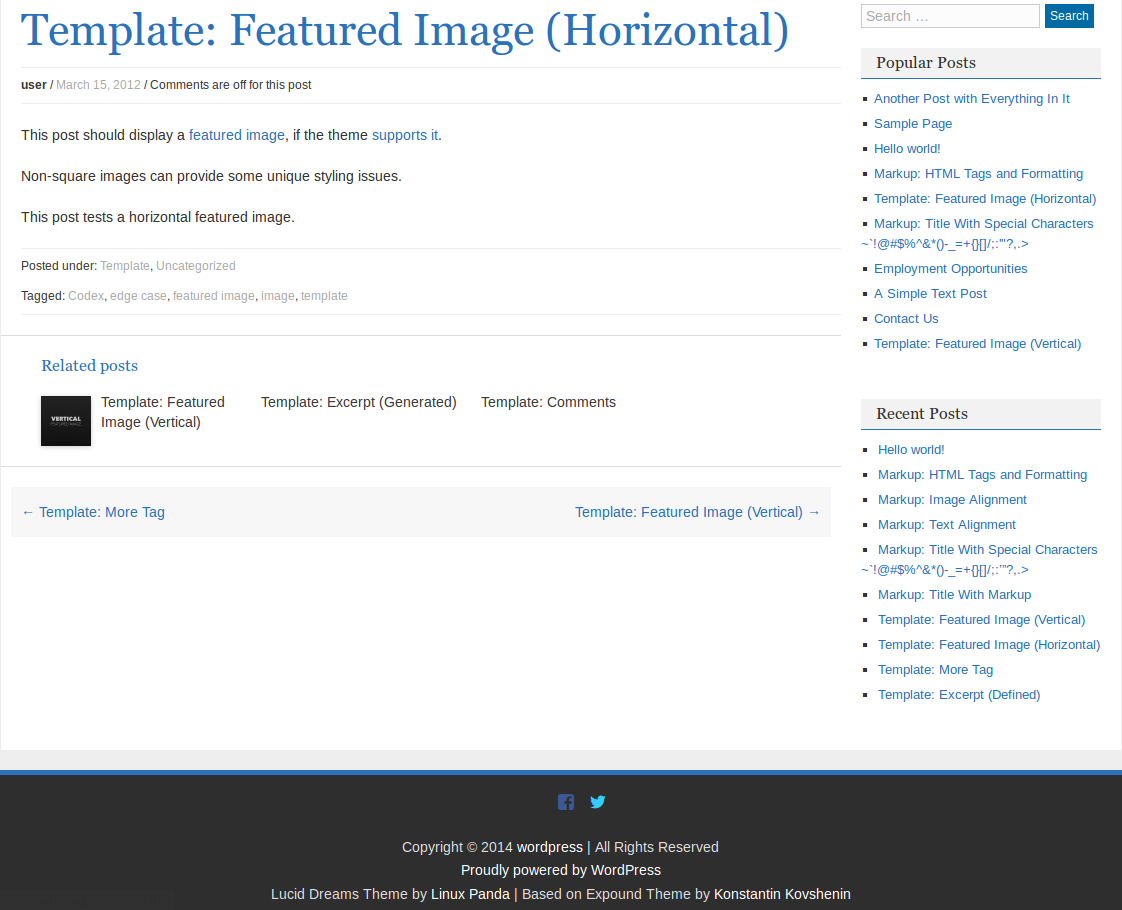 Template: Featured Image (Horizontal)
user / March 15, 2012 / Comments are off for this post
This post should display a featured image, if the theme supports it.
Non-square images can provide some unique styling issues.
This post tests a horizontal featured image.
Posted under: Template, Uncategorized
Tagged: Codex, edge case, featured image, image, template
Related posts
VERTICAL
FEATURED IMAGE
Template: Featured
Image (Vertical)
Template: Excerpt (Generated)
Template: Comments
← Template: More Tag
Template: Featured Image (Vertical) →
Search …
Search
Popular Posts
Another Post with Everything In It
Sample Page
Hello world!
Markup: HTML Tags and Formatting
Template: Featured Image (Horizontal)
Markup: Title With Special Characters
~`!@#$%^&*()-_=+{}[]/;:'"?,.>
Employment Opportunities
A Simple Text Post
Contact Us
Template: Featured Image (Vertical)
Recent Posts
Hello world!
Markup: HTML Tags and Formatting
Markup: Image Alignment
Markup: Text Alignment
Markup: Title With Special Characters
~`!@#$%^&*()-_=+{}[]/;:'"?,.>
Markup: Title With Markup
Template: Featured Image (Vertical)
Template: Featured Image (Horizontal)
Template: More Tag
Template: Excerpt (Defined)
Copyright © 2014 wordpress | All Rights Reserved
Proudly powered by WordPress
Lucid Dreams Theme by Linux Panda | Based on Expound Theme by Konstantin Kovshenin